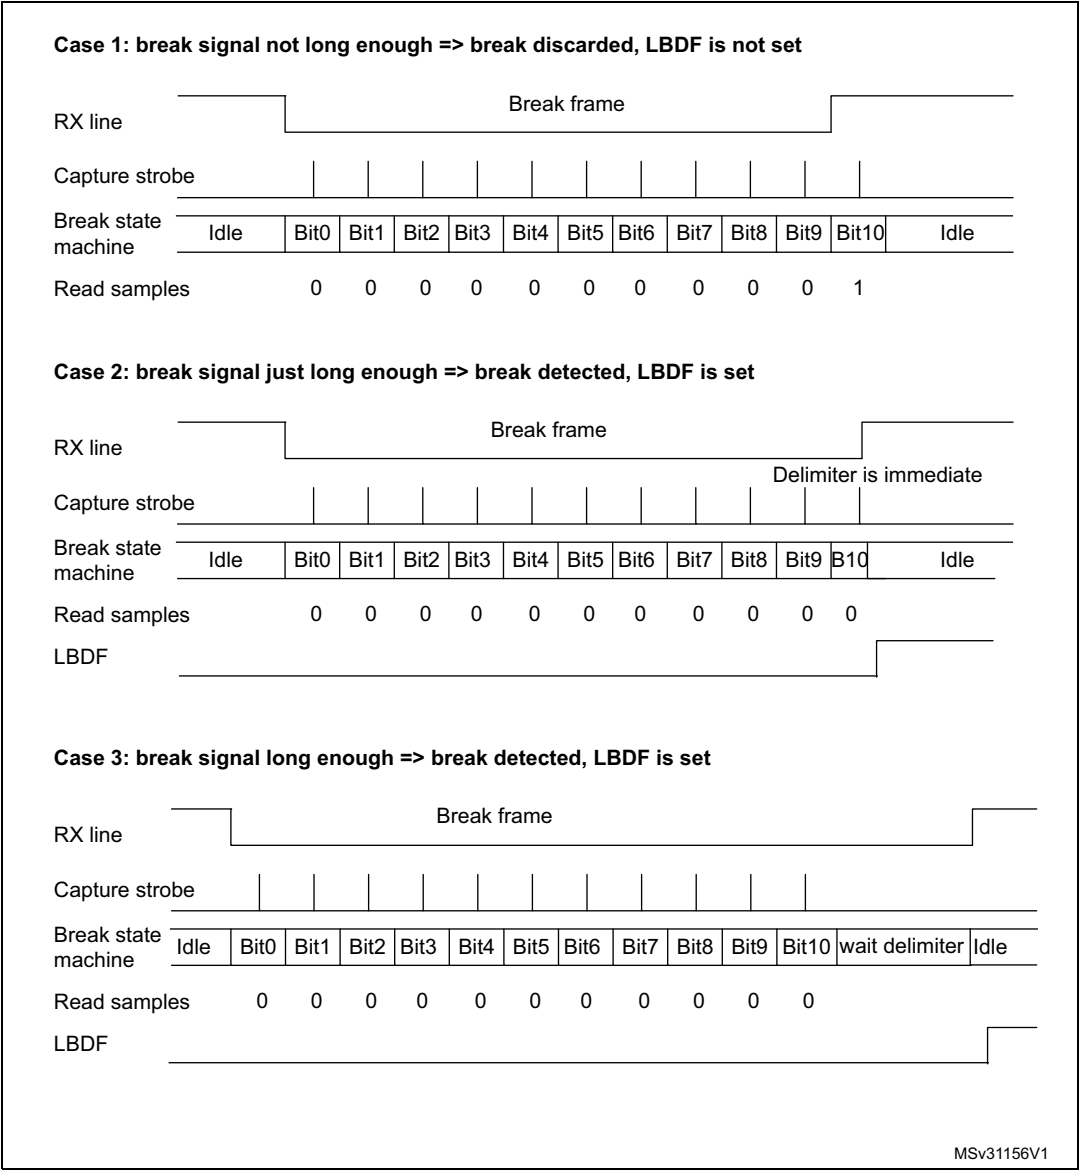 Case 1: break signal not long enough => break discarded, LBDF is not set
Break frame
RX line
Capture strobe
Break state machine
Idle Bit0 Bit1 Bit2 Bit3 Bit4 Bit5 Bit6 Bit7 Bit8 Bit9 Bit10 Idle
Read samples 0 0 0 0 0 0 0 0 0 0 1
Case 2: break signal just long enough => break detected, LBDF is set
Break frame
RX line
Delimiter is immediate
Capture strobe
Break state machine
Idle Bit0 Bit1 Bit2 Bit3 Bit4 Bit5 Bit6 Bit7 Bit8 Bit9 B10 Idle
Read samples 0 0 0 0 0 0 0 0 0 0 0
LBDF
Case 3: break signal long enough => break detected, LBDF is set
Break frame
RX line
Capture strobe
Break state machine
Idle Bit0 Bit1 Bit2 Bit3 Bit4 Bit5 Bit6 Bit7 Bit8 Bit9 Bit10 wait delimiter Idle
Read samples 0 0 0 0 0 0 0 0 0 0 0
LBDF
MSv31156V1